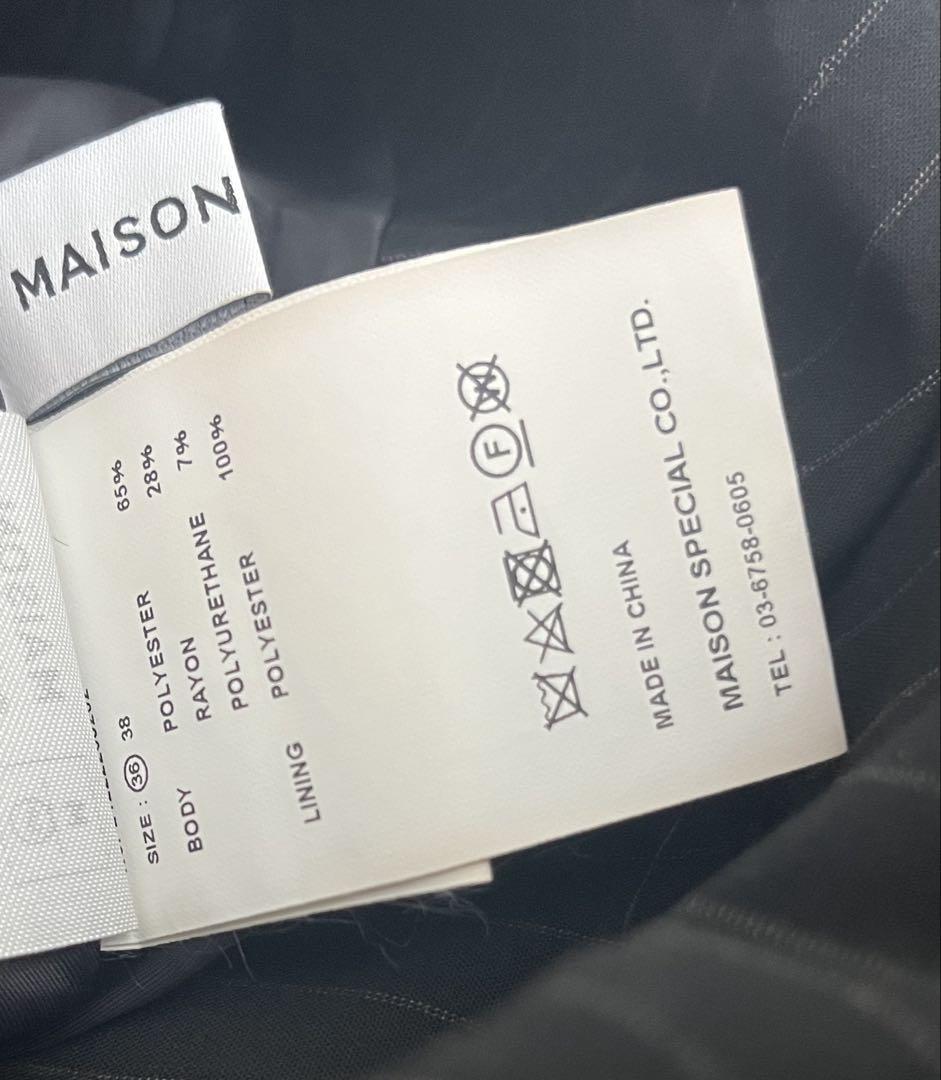 MAISON
SIZE : 36 38
BODY POLYESTER 65%
RAYON 28%
POLYURETHANE 7%
LINING POLYESTER 100%
F
W
MADE IN CHINA
MAISON SPECIAL CO.,LTD.
TEL : 03-6758-0605